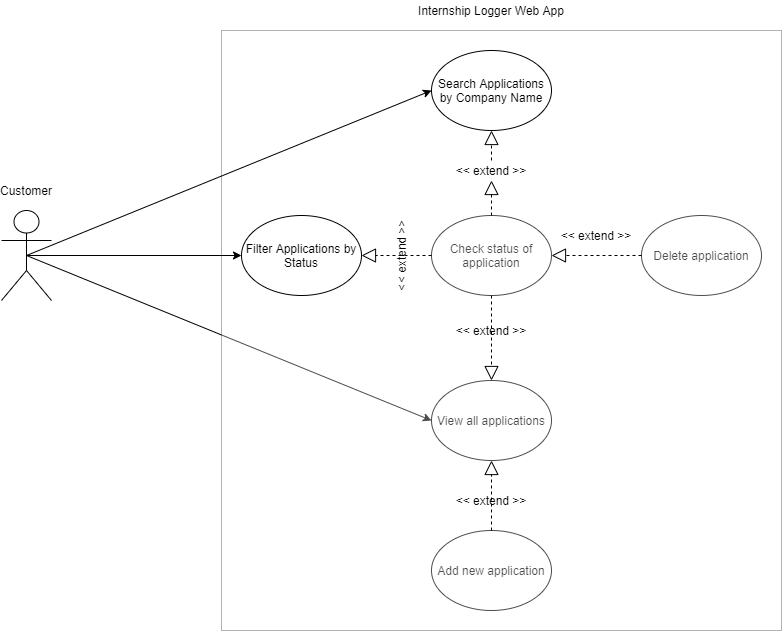 Internship Logger Web App
Search Applications
by Company Name
<< extend >>
Customer
<< extend >>
Filter Applications by
Status
<< extend >>
Check status of
application
Delete application
<< extend >>
View all applications
<< extend >>
Add new application